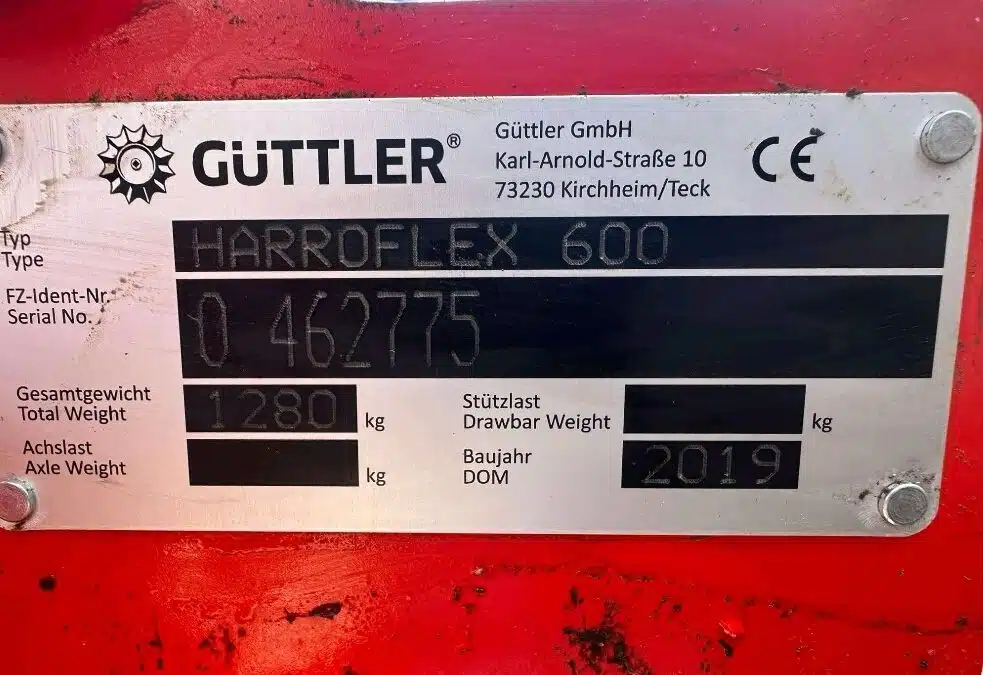 GÜTTLER®
Güttler GmbH
Karl-Arnold-Straße 10
73230 Kirchheim/Teck
CE
Typ
Type
HARROFLEX 600
FZ-Ident-Nr.
Serial No.
0 462775
Gesamtgewicht
Total Weight
1280 kg
Stützlast
Drawbar Weight
kg
Achslast
Axle Weight
kg
Baujahr
DOM
2019